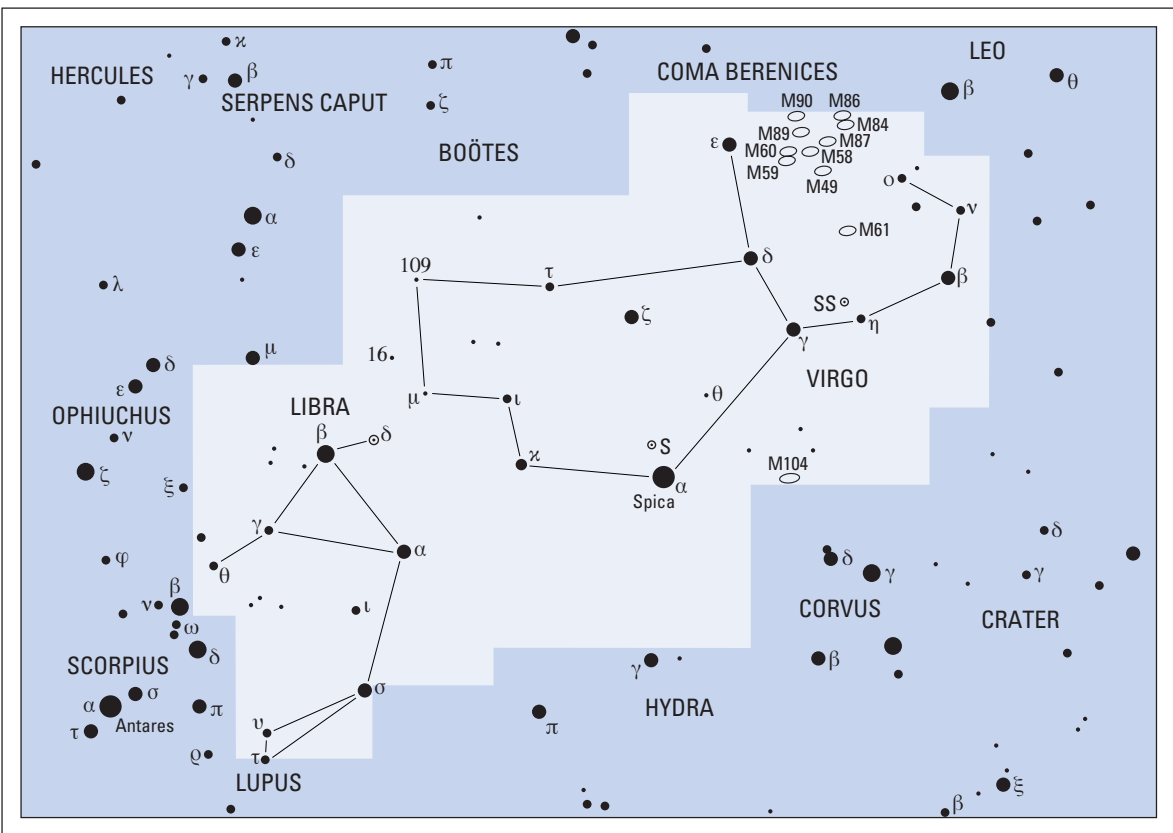 ϰ
LEO
HERCULES
γ
β
π
COMA BERENICES
β
θ
SERPENS CAPUT
ζ
M90
M86
M84
BOÖTES
ε
M89
M87
M60
M58
δ
M59
M49
ο
ν
α
M61
ε
δ
109
τ
β
λ
SS
ζ
η
γ
μ
16
δ
VIRGO
ε
μ
ι
θ
OPHIUCHUS
LIBRA
ν
β
δ
S
ζ
ϰ
M104
α
ξ
Spica
γ
δ
α
φ
δ
γ
γ
θ
β
ν
ι
CORVUS
CRATER
ω
SCORPIUS
δ
γ
β
σ
σ
α
π
HYDRA
Antares
π
τ
υ
ϱ
τ
LUPUS
ξ
β